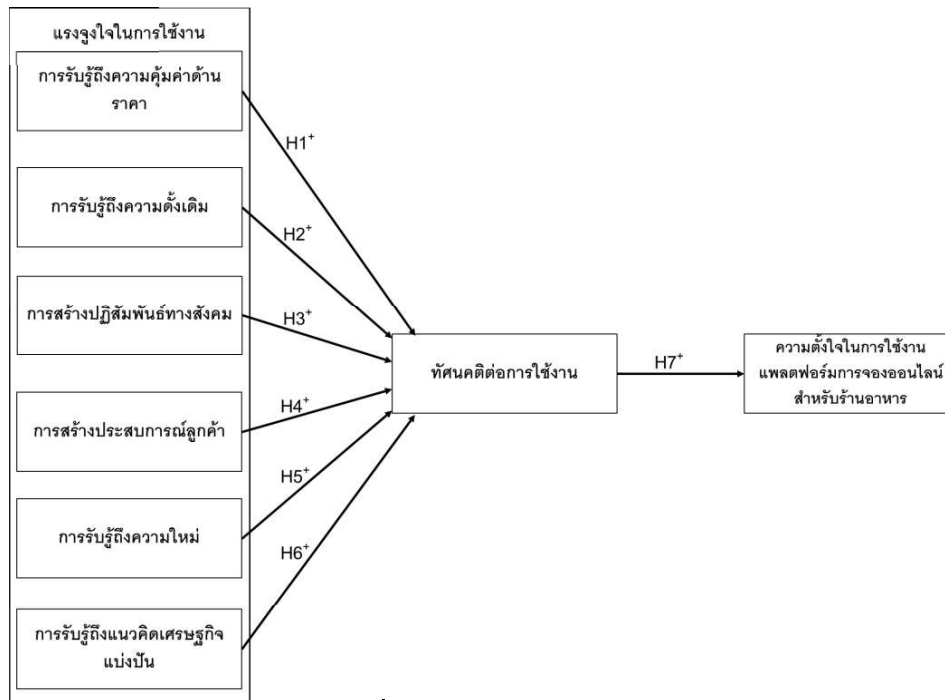 แรงจูงใจในการใช้งาน
การรับรู้ถึงความคุ้มค่าด้าน
ราคา
H1+
การรับรู้ถึงความดั้งเดิม
H2+
การสร้างปฏิสัมพันธ์ทางสังคม
H3+
ทัศนคติต่อการใช้งาน
H7+
ความตั้งใจในการใช้งาน
แพลตฟอร์มการจองออนไลน์
สำหรับร้านอาหาร
การสร้างประสบการณ์ลูกค้า
H4+
การรับรู้ถึงความใหม่
H5+
H6+
การรับรู้ถึงแนวคิดเศรษฐกิจ
แบ่งปัน